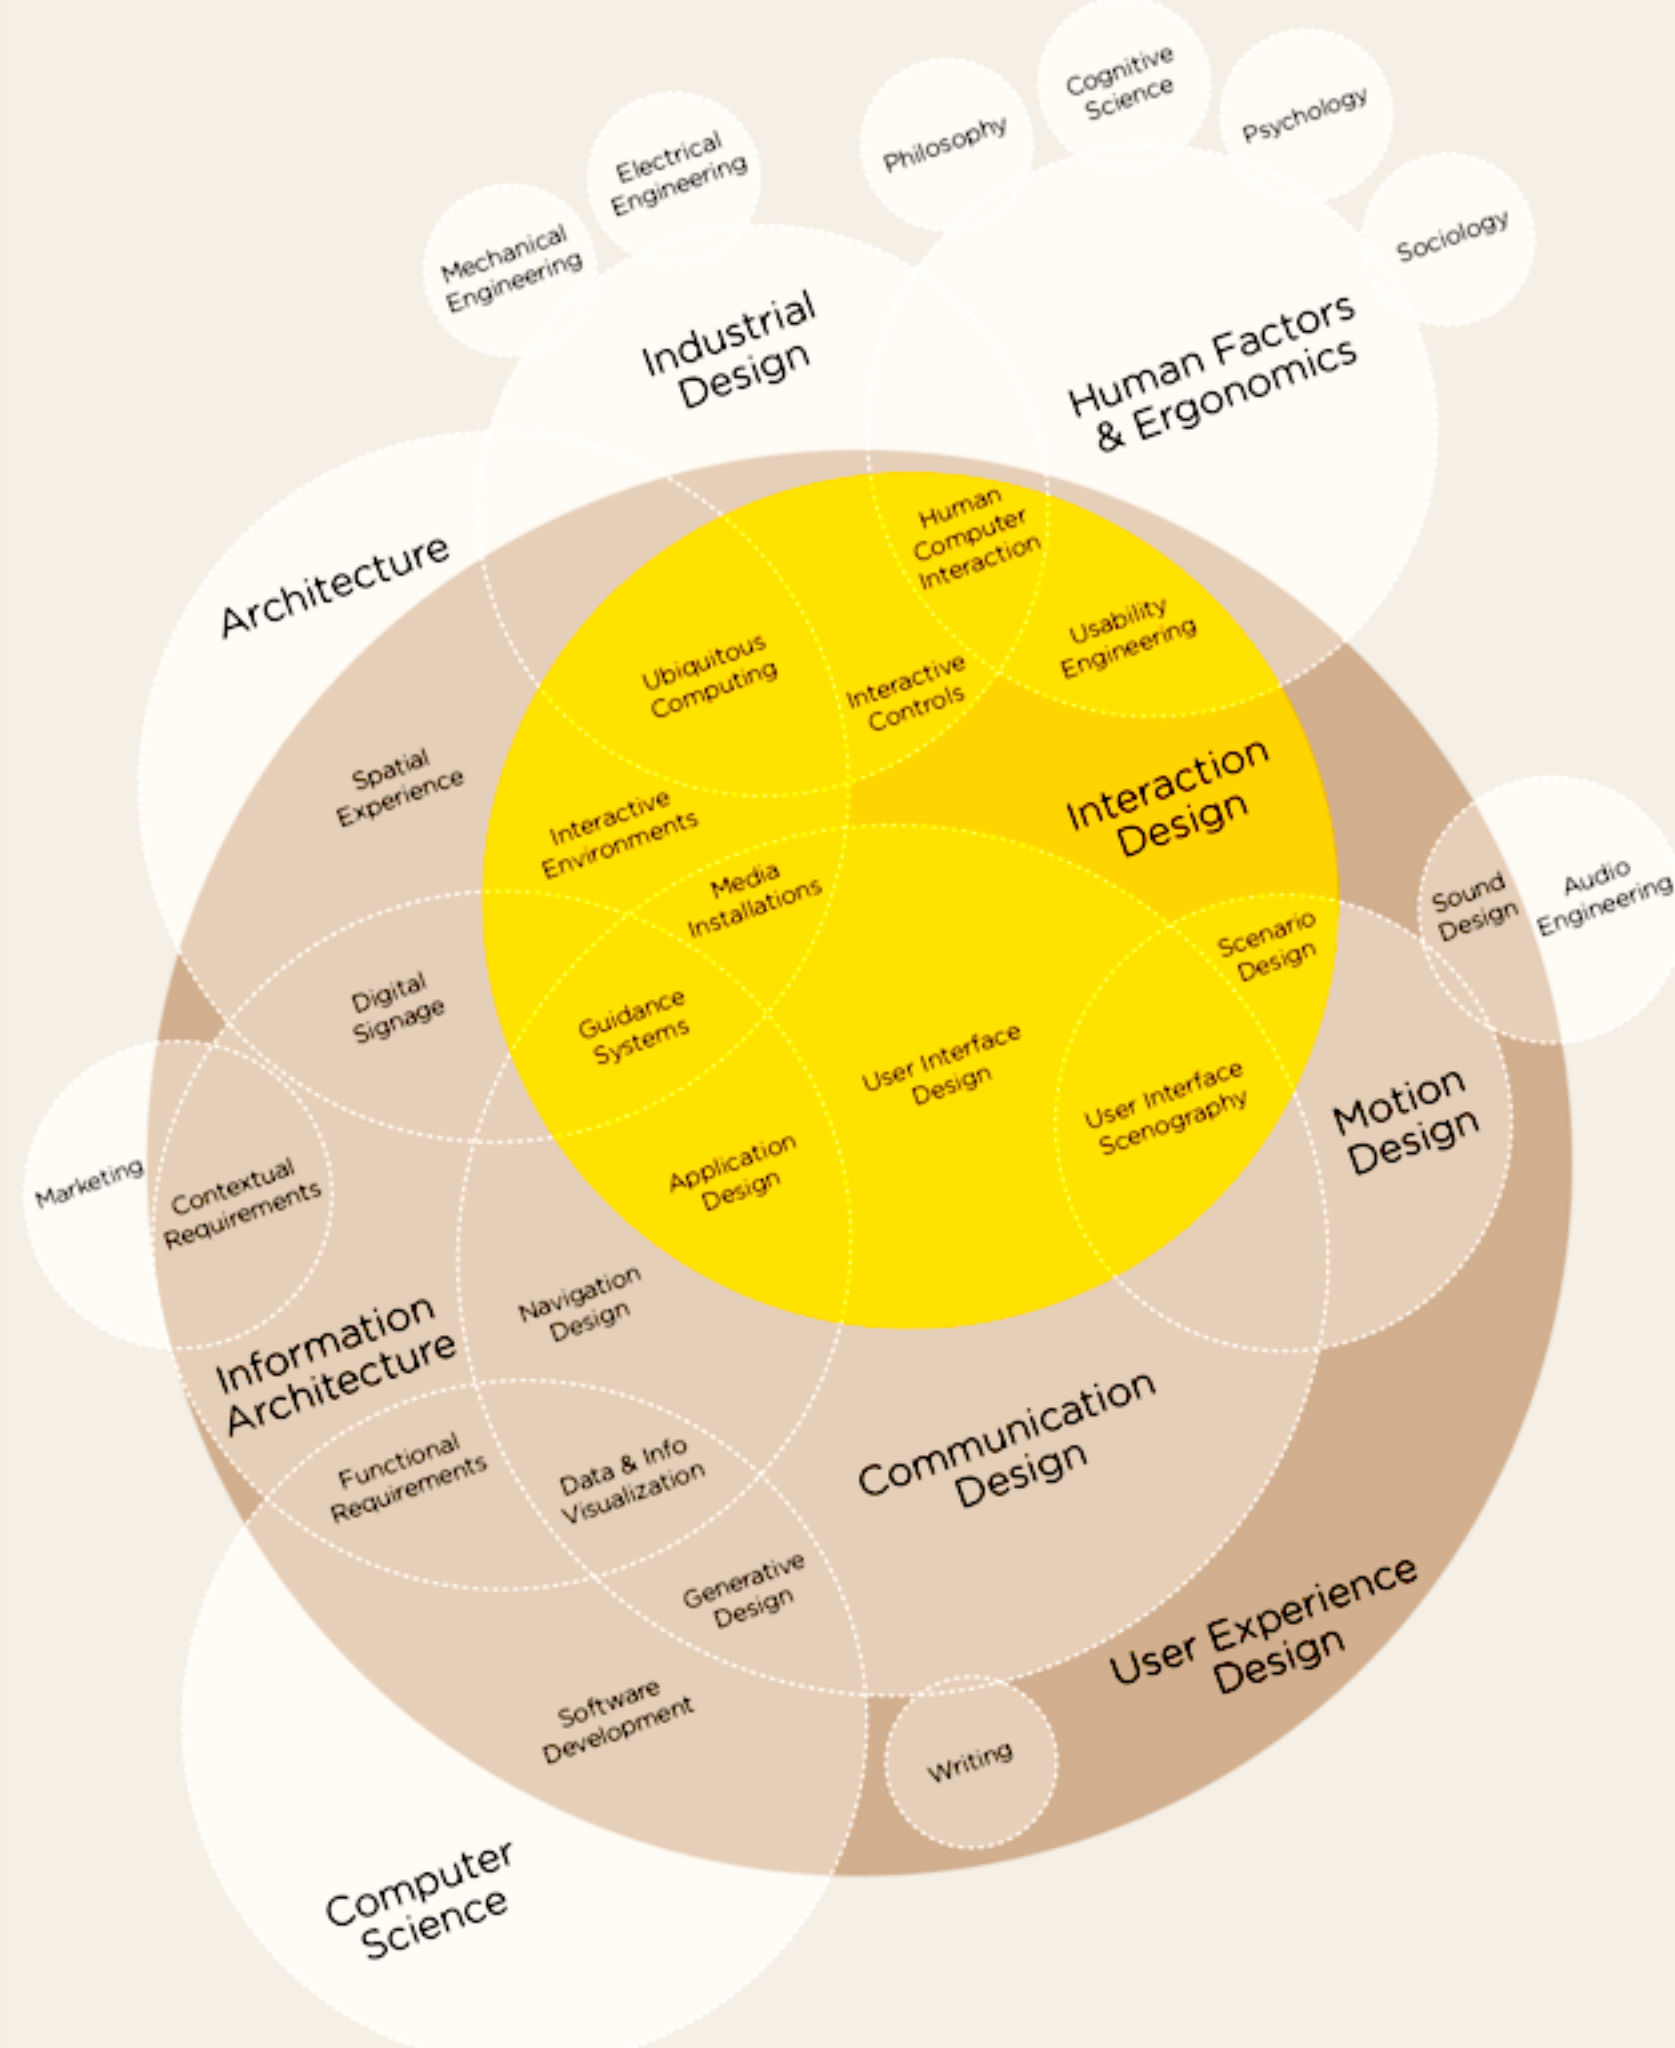 Cognitive
Science
Philosophy
Psychology
Electrical
Engineering
Mechanical
Engineering
Sociology
Industrial
Design
Human Factors
& Ergonomics
Architecture
Human
Computer
Interaction
Usability
Engineering
Ubiquitous
Computing
Interactive
Controls
Spatial
Experience
Interaction
Design
Interactive
Environments
Media
Installations
Sound
Design
Audio
Engineering
Scenario
Design
Digital
Signage
Guidance
Systems
User Interface
Design
User Interface
Scenography
Motion
Design
Marketing
Contextual
Requirements
Application
Design
Navigation
Design
Information
Architecture
Communication
Design
Functional
Requirements
Data & Info
Visualization
Generative
Design
User Experience
Design
Software
Development
Writing
Computer
Science